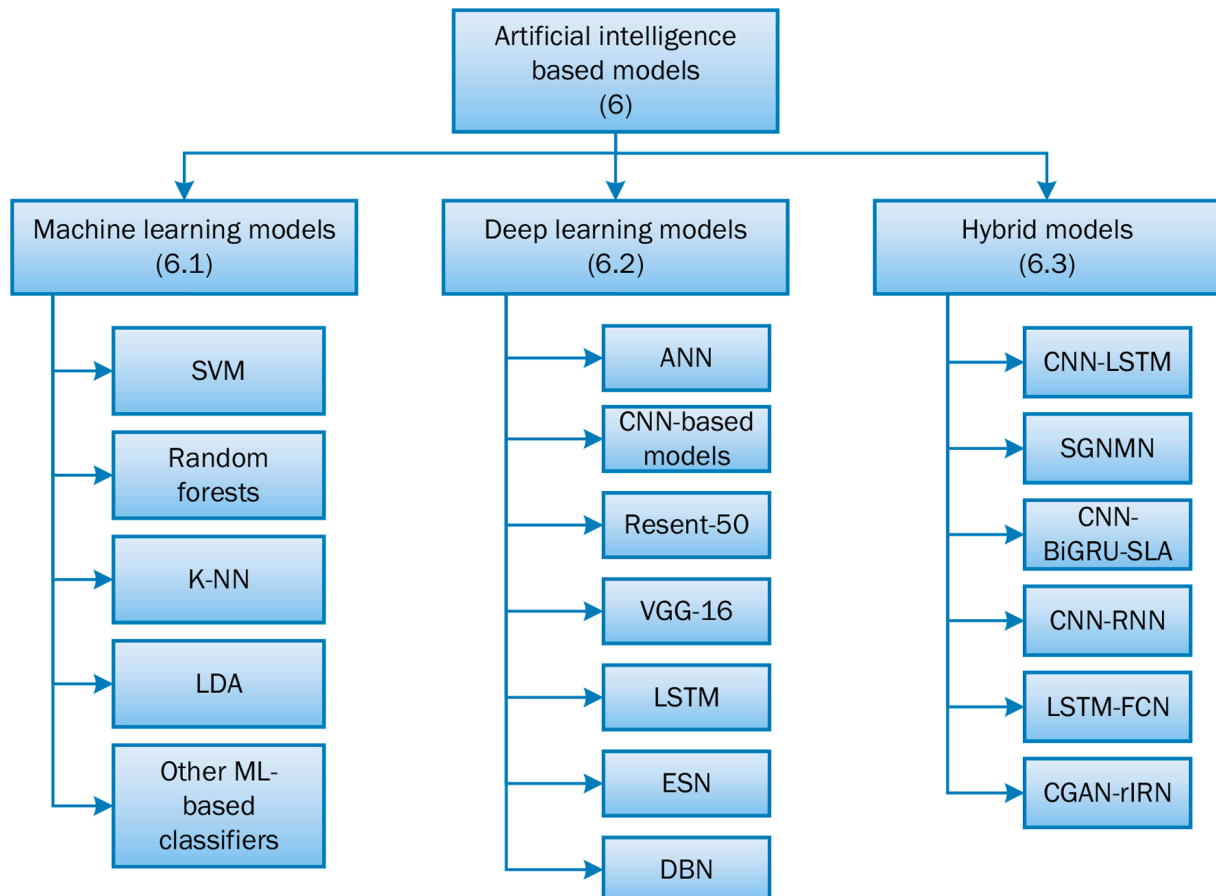 Artificial intelligence
based models
(6)
Machine learning models
(6.1)
SVM
Random
forests
K-NN
LDA
Other ML-
based
classifiers
Deep learning models
(6.2)
ANN
CNN-based
models
Resent-50
VGG-16
LSTM
ESN
DBN
Hybrid models
(6.3)
CNN-LSTM
SGNMN
CNN-
BiGRU-SLA
CNN-RNN
LSTM-FCN
CGAN-rIRN